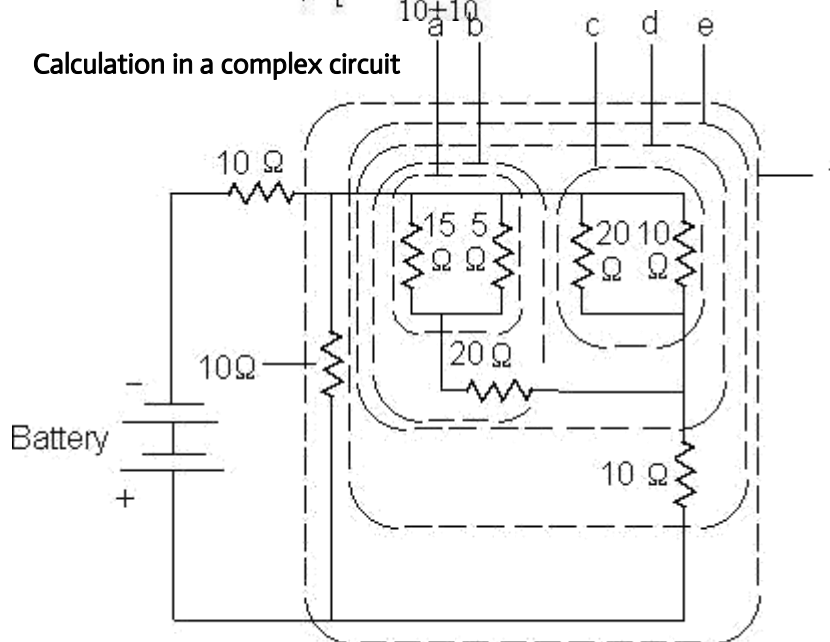 10+10
a b c d e
Calculation in a complex circuit
10 Ω
15 5 20 10
Ω Ω Ω Ω
20 Ω
10Ω
−
Battery
10 Ω
+